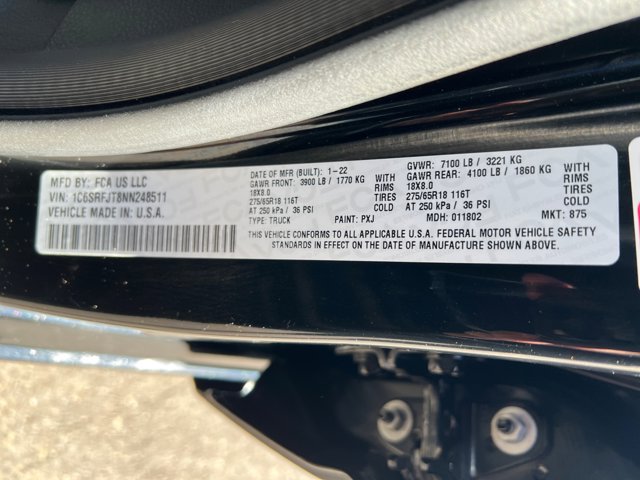 MFD BY: FCA US LLC
VIN: 1C6SRFJT8NN248511
VEHICLE MADE IN: U.S.A.
DATE OF MFR (BUILT): 1-22
GAWR FRONT: 3900 LB / 1770 KG WITH
18X8.0 RIMS
275/65R18 116T TIRES
AT 250 kPa / 36 PSI COLD
TYPE: TRUCK PAINT: PXJ
GVWR: 7100 LB / 3221 KG
GAWR REAR: 4100 LB / 1860 KG WITH
18X8.0 RIMS
275/65R18 116T TIRES
AT 250 kPa / 36 PSI COLD
MDH: 011802 MKT: 875
THIS VEHICLE CONFORMS TO ALL APPLICABLE U.S.A. FEDERAL MOTOR VEHICLE SAFETY
STANDARDS IN EFFECT ON THE DATE OF MANUFACTURE SHOWN ABOVE.